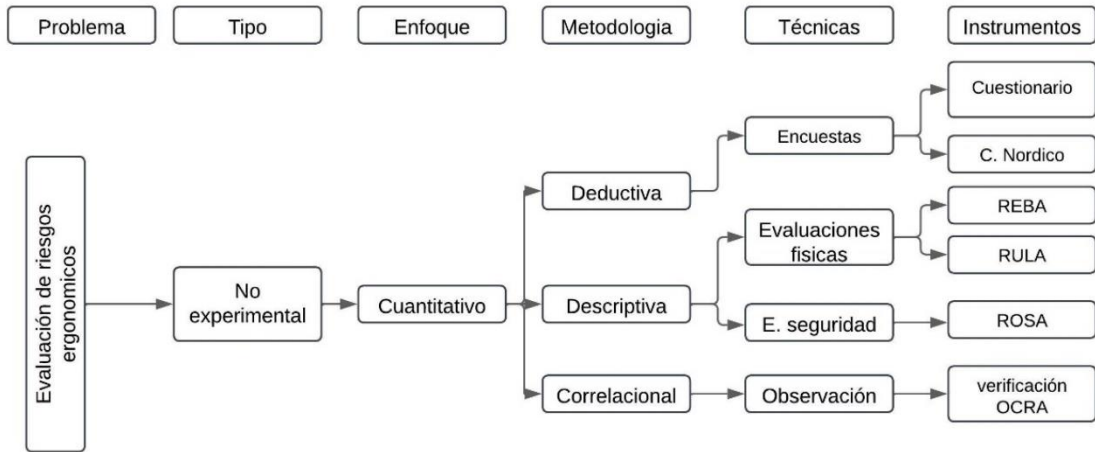 Problema
Tipo
Enfoque
Metodologia
Técnicas
Instrumentos
Evaluación de riesgos
ergonomicos
No
experimental
Cuantitativo
Deductiva
Descriptiva
Correlacional
Encuestas
Evaluaciones
fisicas
E. seguridad
Observación
Cuestionario
C. Nordico
REBA
RULA
ROSA
verificación
OCRA